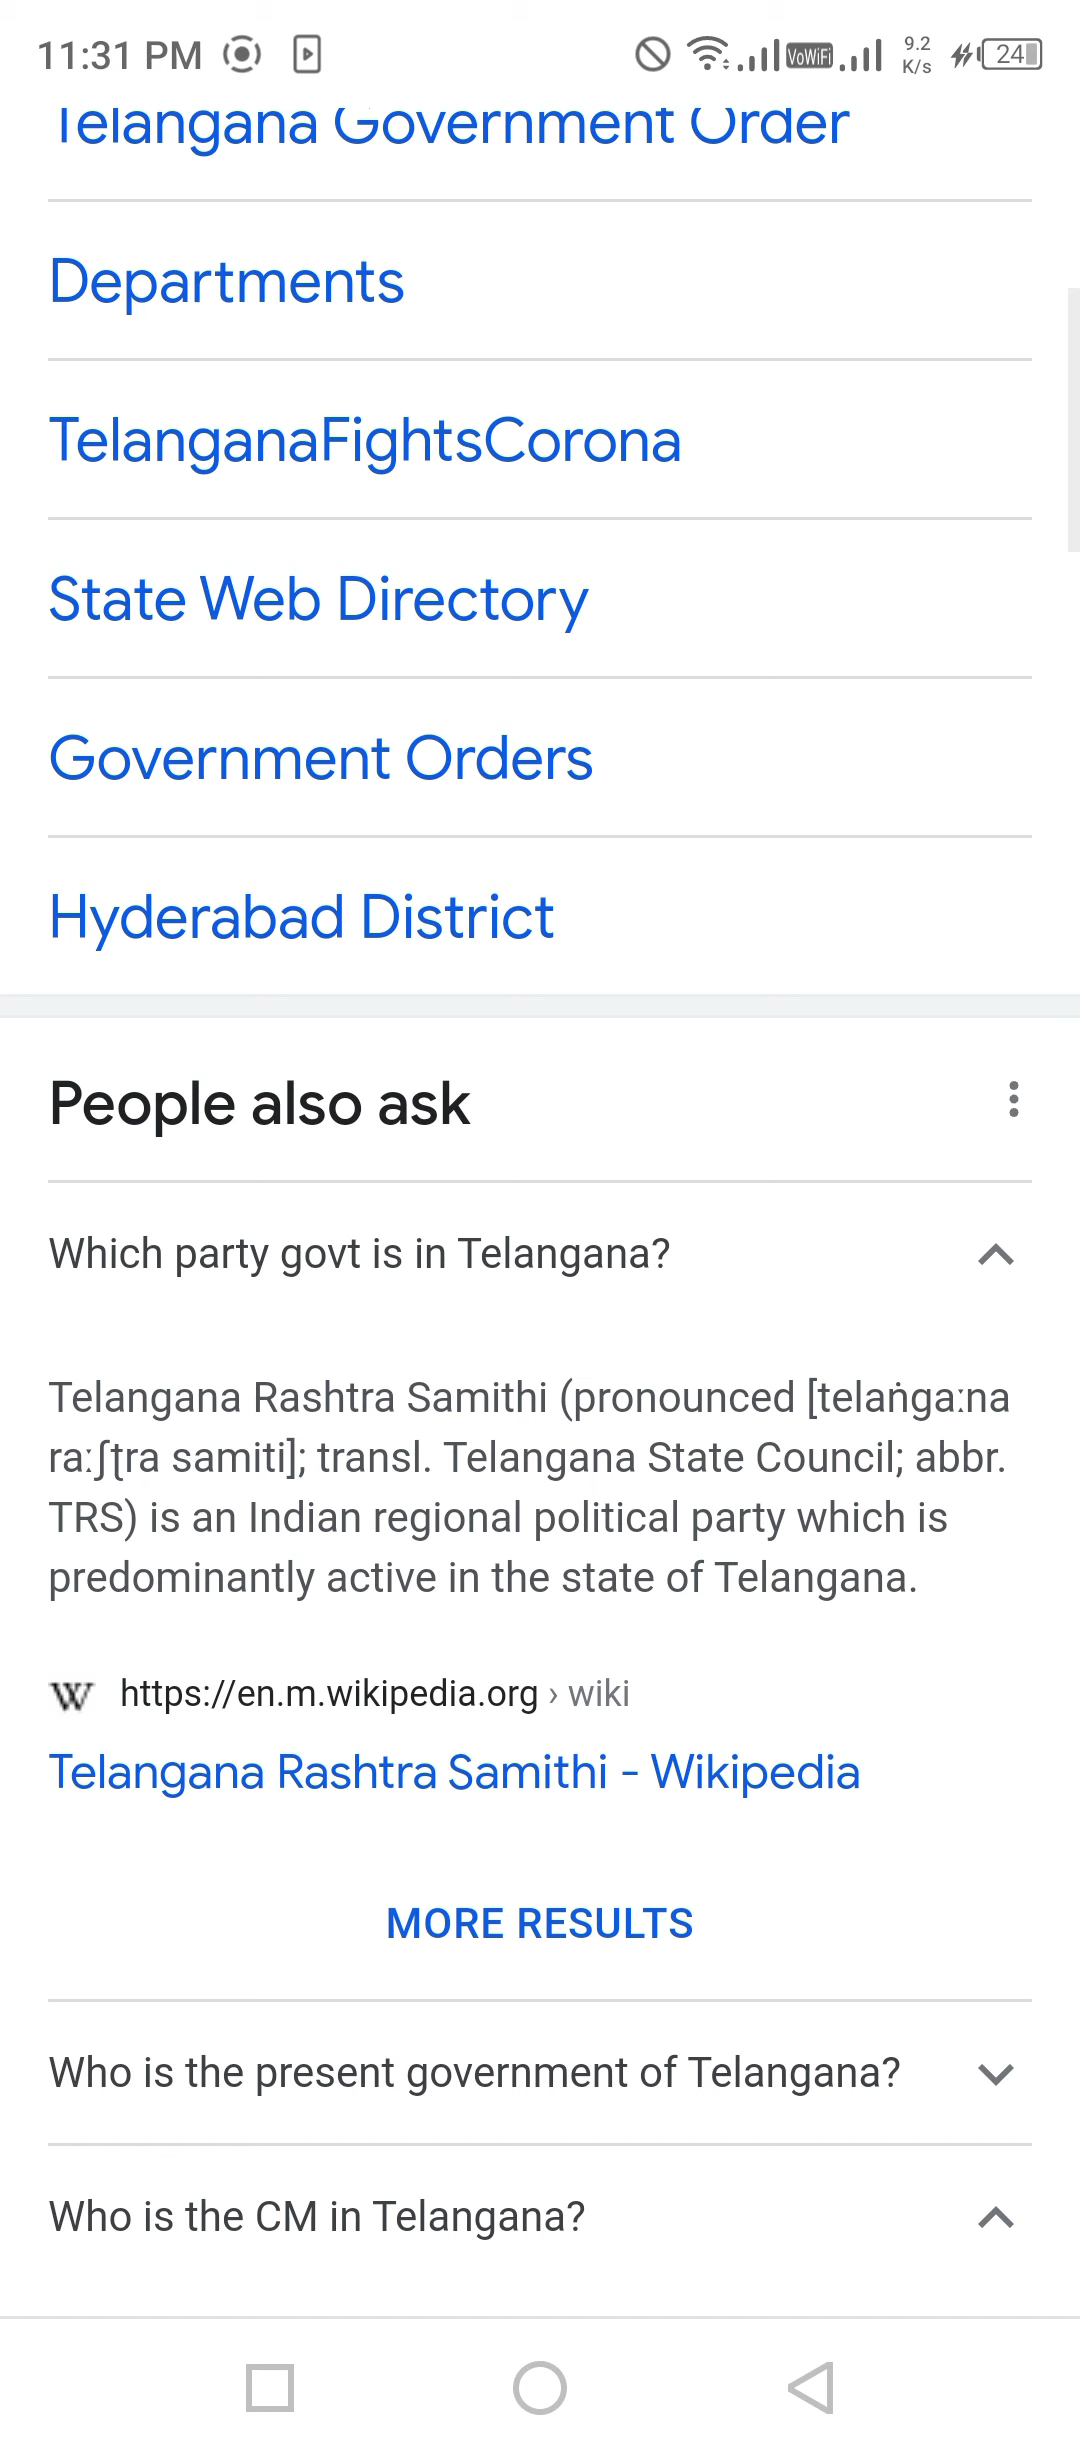 11:31 PM
VoWiFi
9.2
K/s
24
Telangana Government Order
Departments
TelanganaFightsCorona
State Web Directory
Government Orders
Hyderabad District
People also ask
Which party govt is in Telangana?
Telangana Rashtra Samithi (pronounced [telaṅgaːna
raːʃʈra samiti]; transl. Telangana State Council; abbr.
TRS) is an Indian regional political party which is
predominantly active in the state of Telangana.
W https://en.m.wikipedia.org › wiki
Telangana Rashtra Samithi - Wikipedia
MORE RESULTS
Who is the present government of Telangana?
Who is the CM in Telangana?